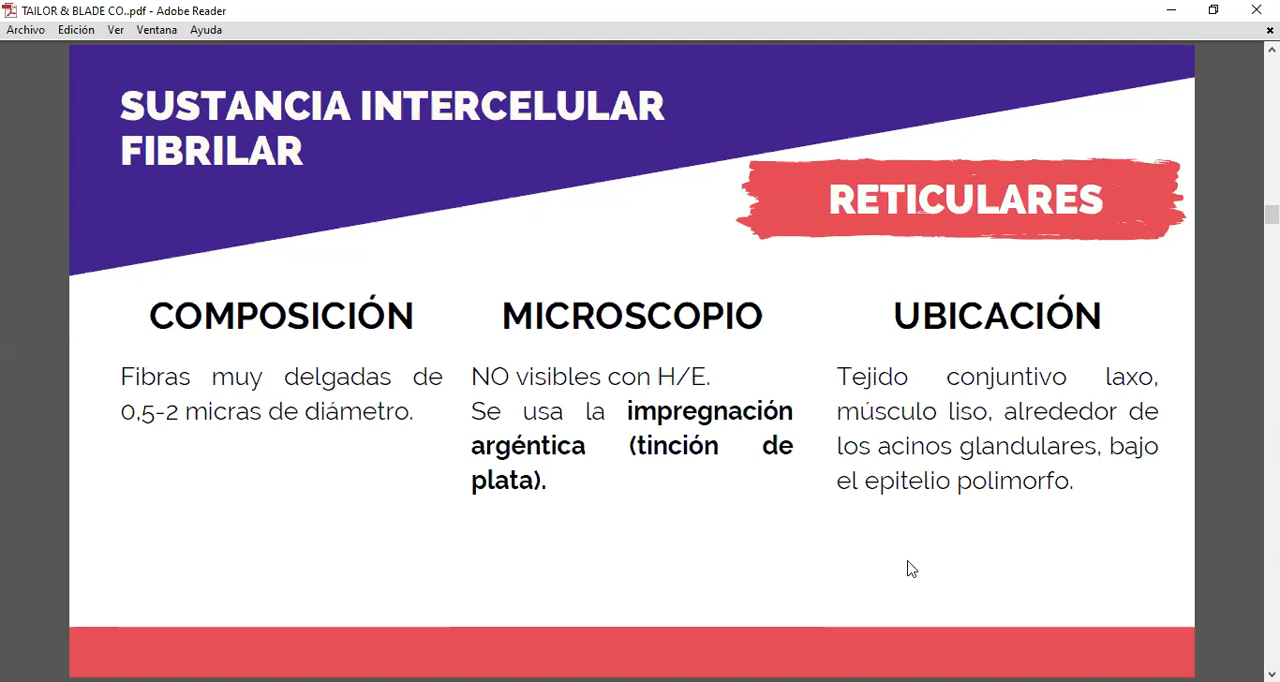 TAILOR & BLADE CO..pdf - Adobe Reader
Archivo Edición Ver Ventana Ayuda
SUSTANCIA INTERCELULAR
FIBRILAR
RETICULARES
COMPOSICIÓN
Fibras muy delgadas de
0,5-2 micras de diámetro.
MICROSCOPIO
NO visibles con H/E.
Se usa la impregnación
argéntica (tinción de
plata).
UBICACIÓN
Tejido conjuntivo laxo,
músculo liso, alrededor de
los acinos glandulares, bajo
el epitelio polimorfo.